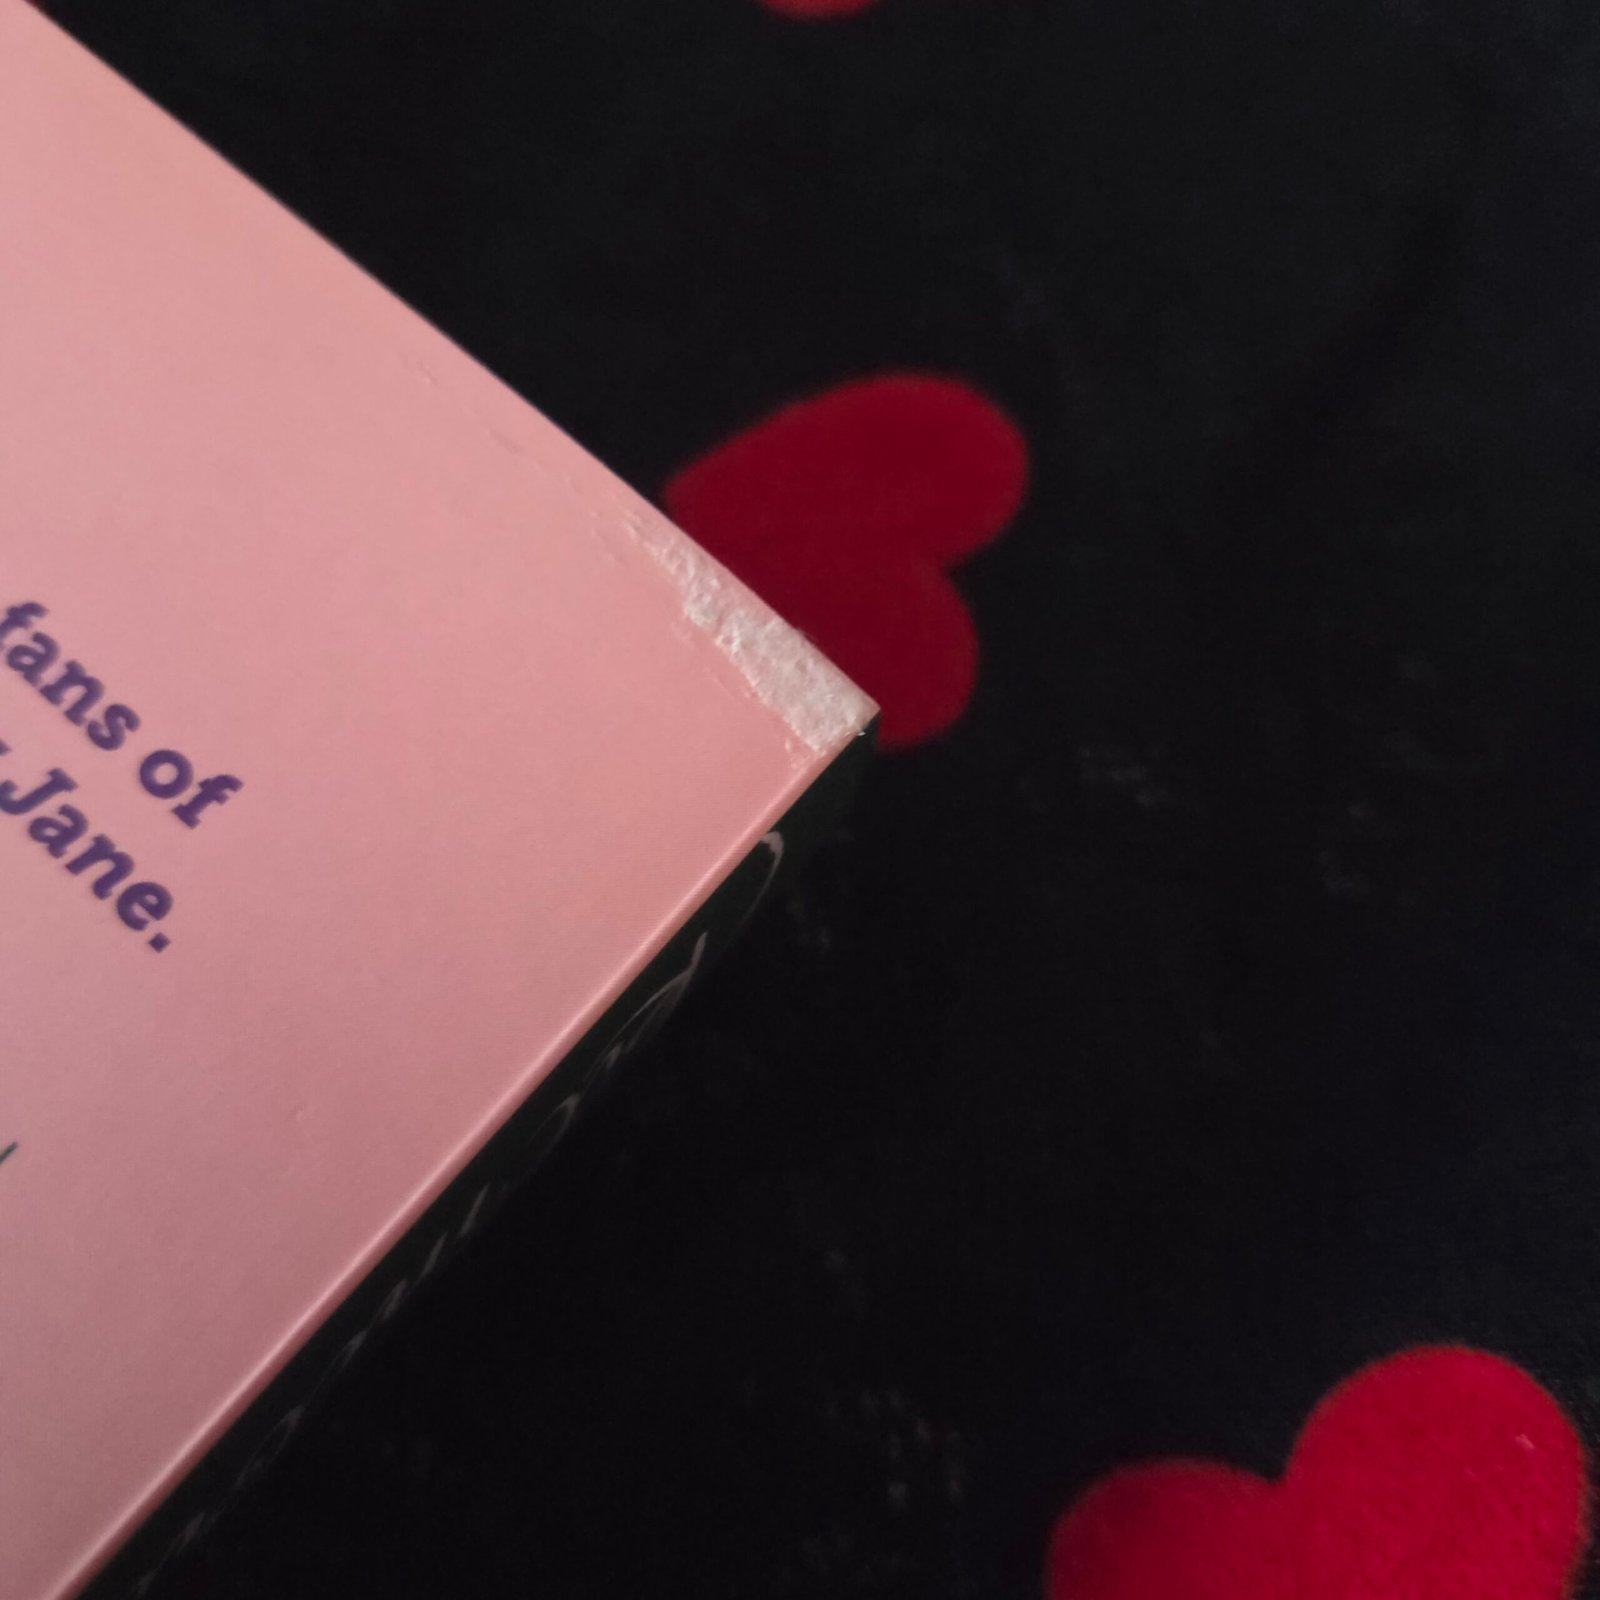 fans of
Jane.